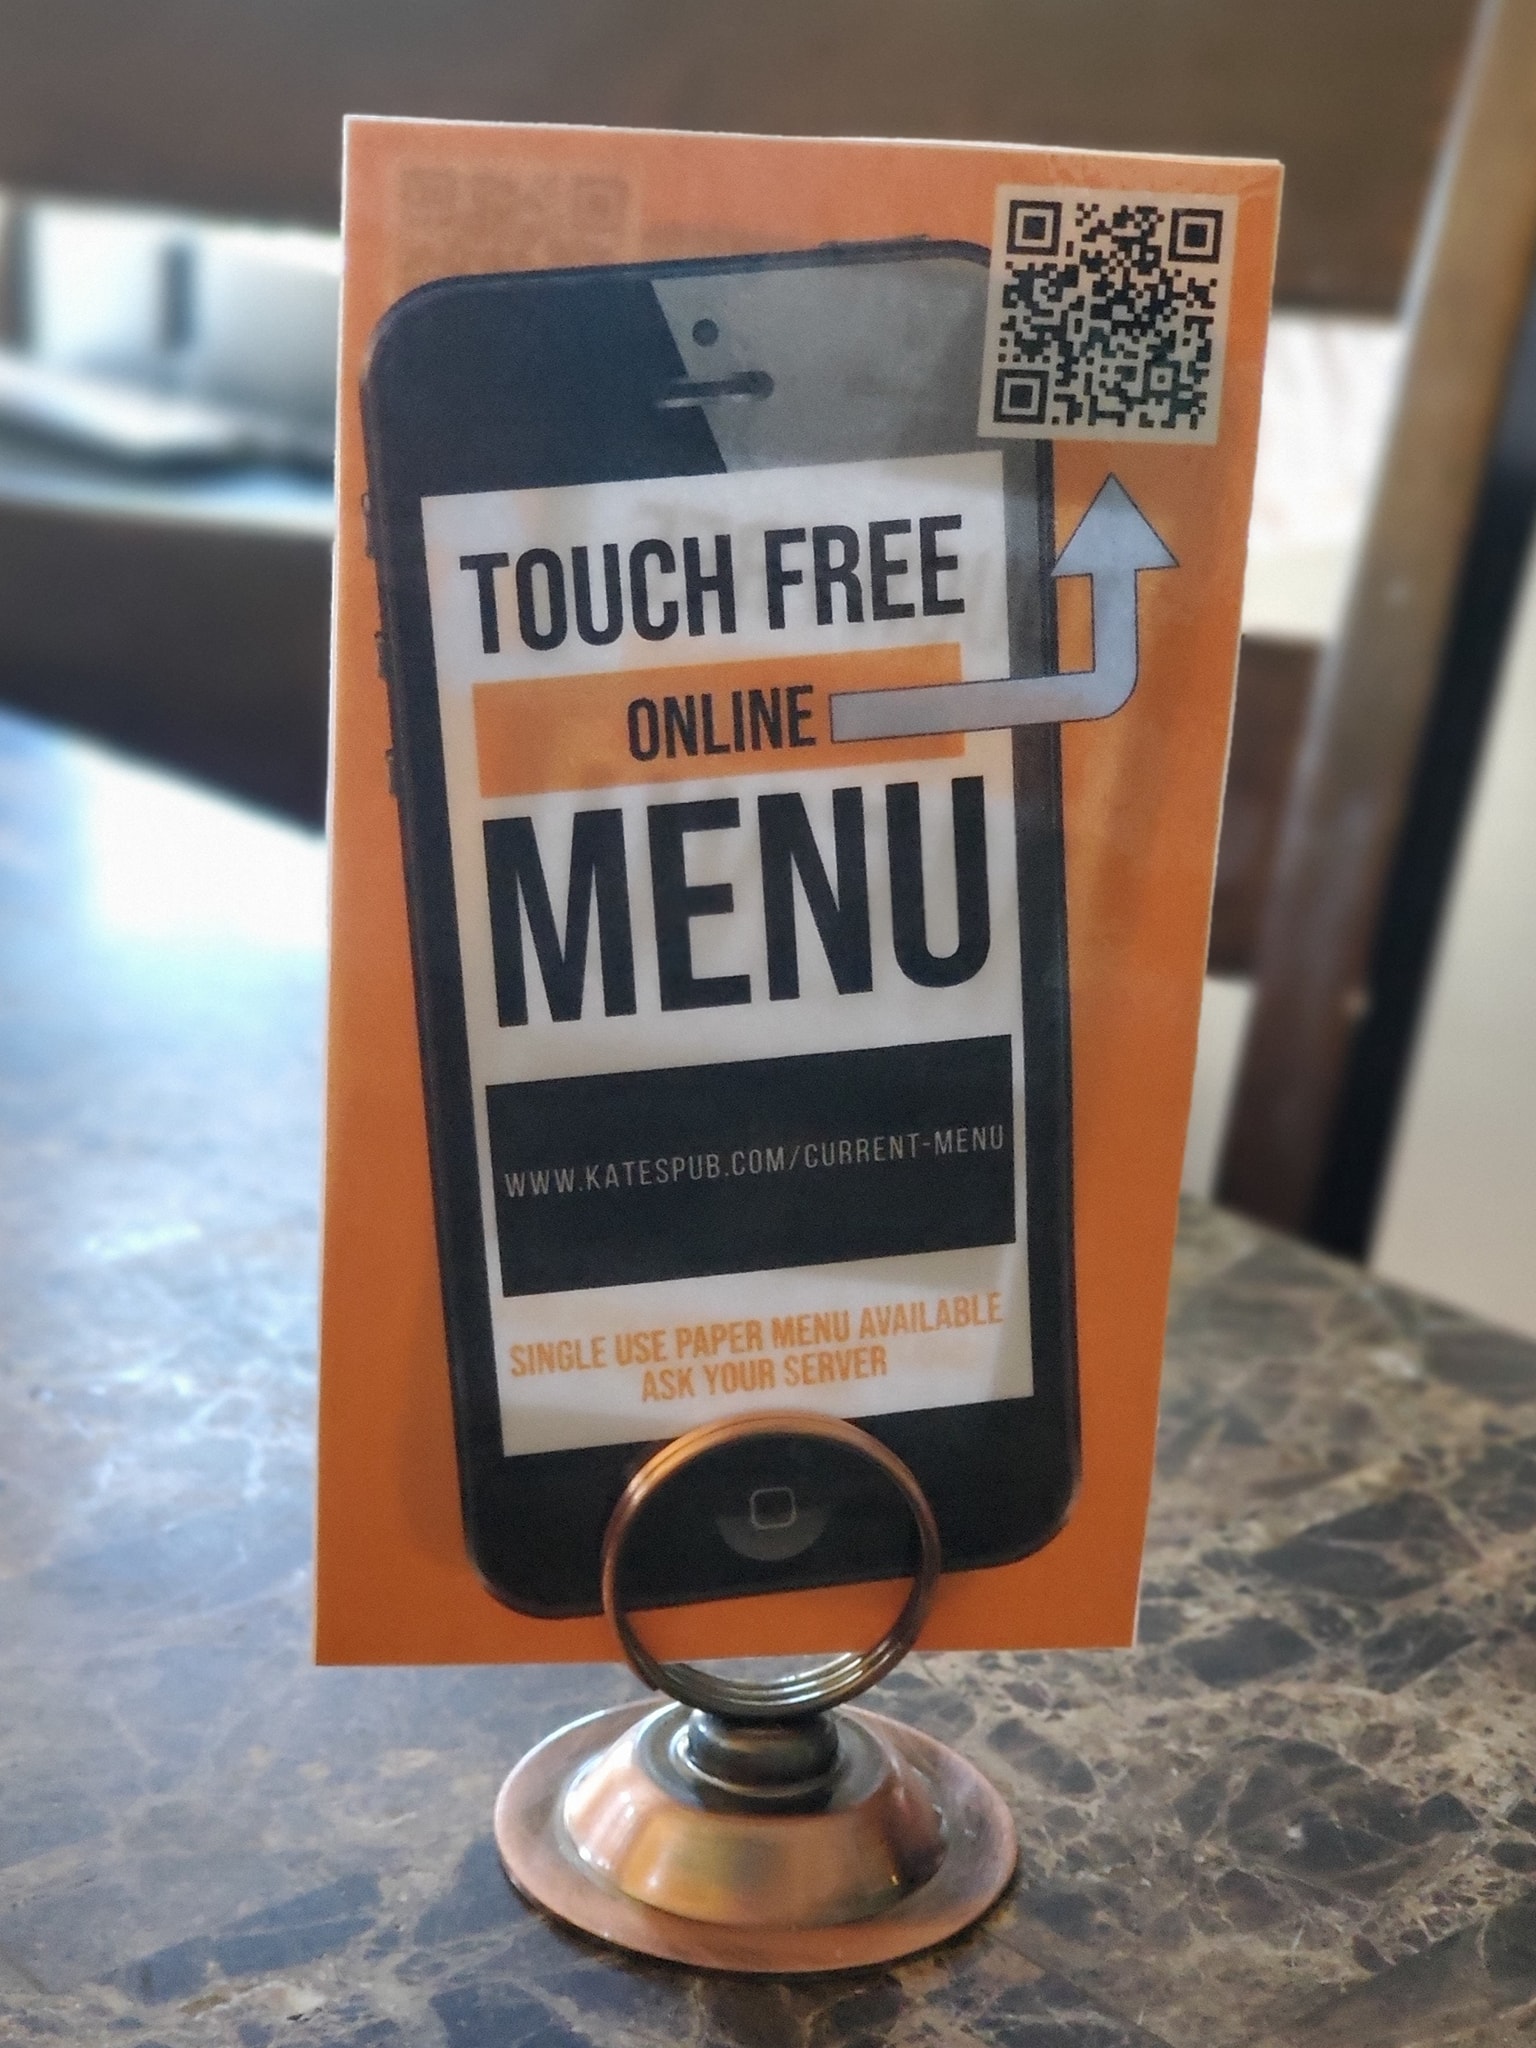 TOUCH FREE
ONLINE
MENU
WWW.KATESPUB.COM/CURRENT-MENU
SINGLE USE PAPER MENU AVAILABLE
ASK YOUR SERVER